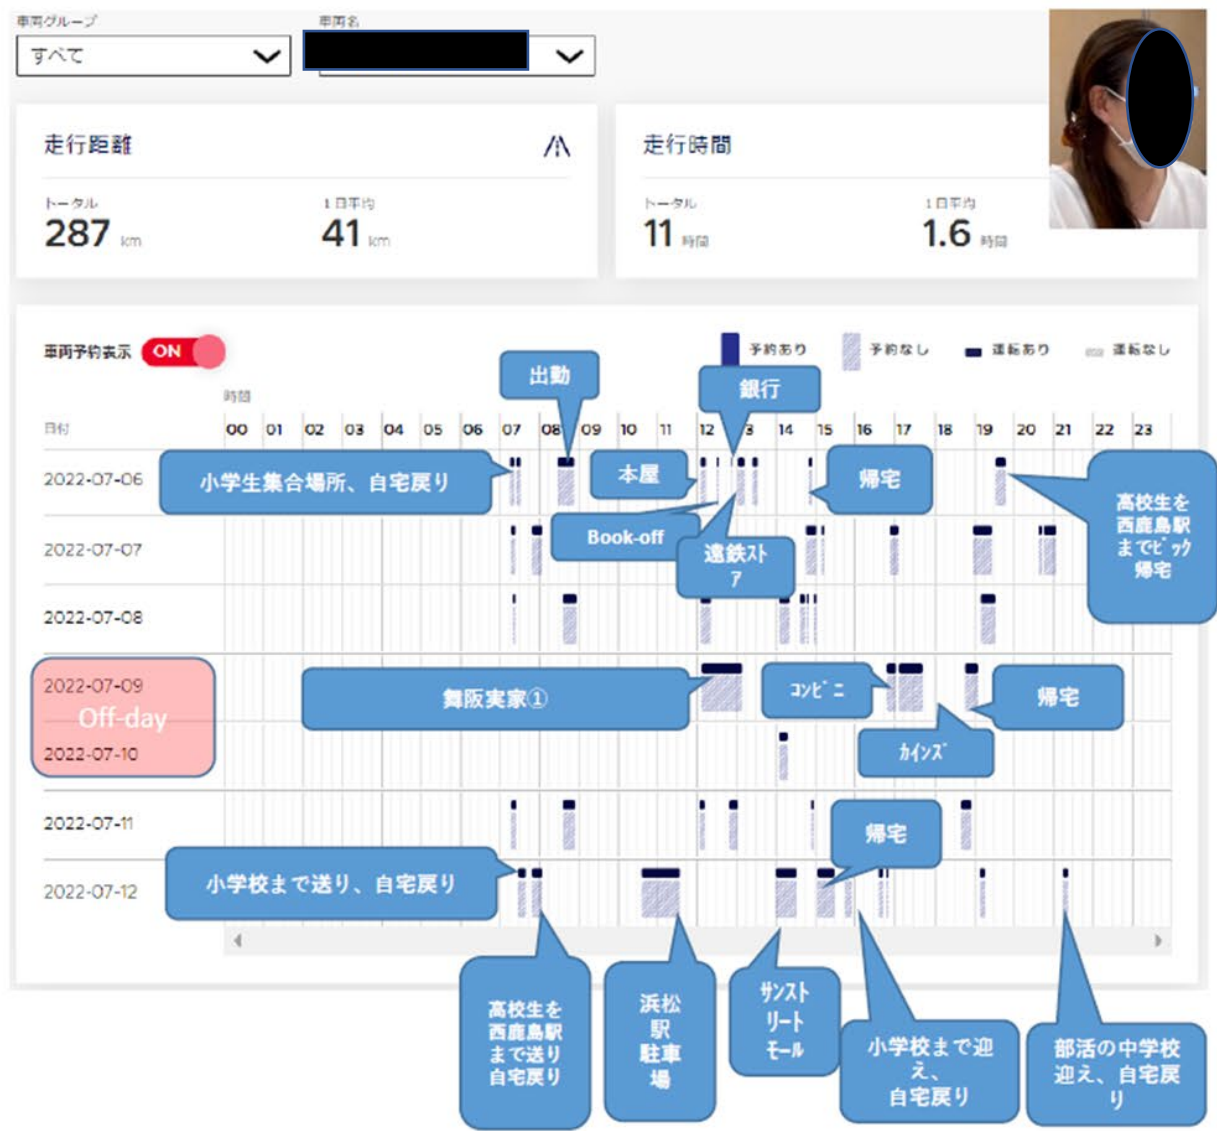 車両グループ
車両名
すべて
走行距離
走行時間
トータル
1日平均
トータル
1日平均
287 km
41 km
11 時間
1.6 時間
車両予約表示 ON
予約あり
予約なし
運転あり
運転なし
出勤
銀行
時間
日付
00 01 02 03 04 05 06 07 08 09 10 11 12 3 14 15 16 17 18 19 20 21 22 23
2022-07-06
小学生集合場所、自宅戻り
本屋
帰宅
高校生を
西鹿島駅
までﾋﾟｯｸ
帰宅
Book-off
遠鉄ｽﾄ
ｱ
2022-07-07
2022-07-08
2022-07-09
Off-day
舞阪実家①
ｺﾝﾋﾞﾆ
帰宅
ｶｲﾝｽﾞ
2022-07-10
2022-07-11
帰宅
2022-07-12
小学校まで送り、自宅戻り
高校生を
西鹿島駅
まで送り
自宅戻り
浜松
駅
駐車
場
ｻﾝｽﾄ
ﾘｰﾄ
ﾓｰﾙ
小学校まで迎
え、
自宅戻り
部活の中学校
迎え、自宅戻
り